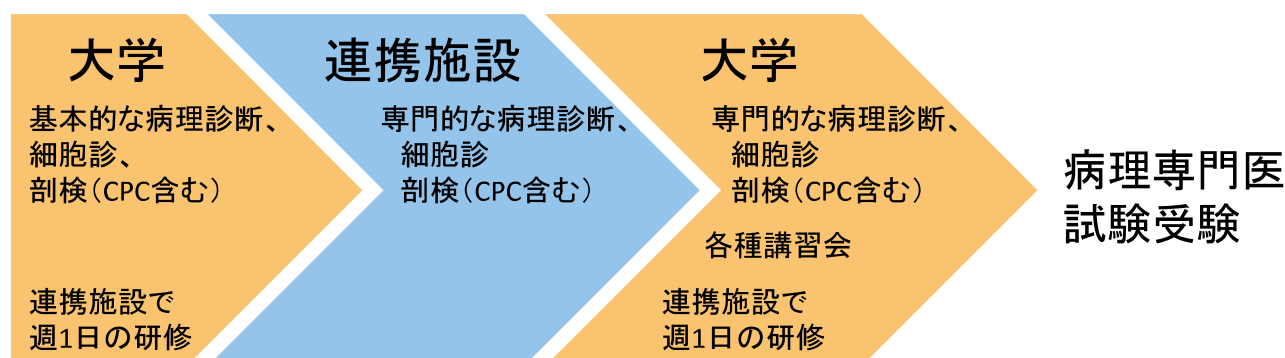 大学
基本的な病理診断、
細胞診、
剖検（CPC含む）
連携施設で
週1日の研修
連携施設
専門的な病理診断、
細胞診
剖検（CPC含む）
大学
専門的な病理診断、
細胞診
剖検（CPC含む）
各種講習会
連携施設で
週1日の研修
病理専門医
試験受験